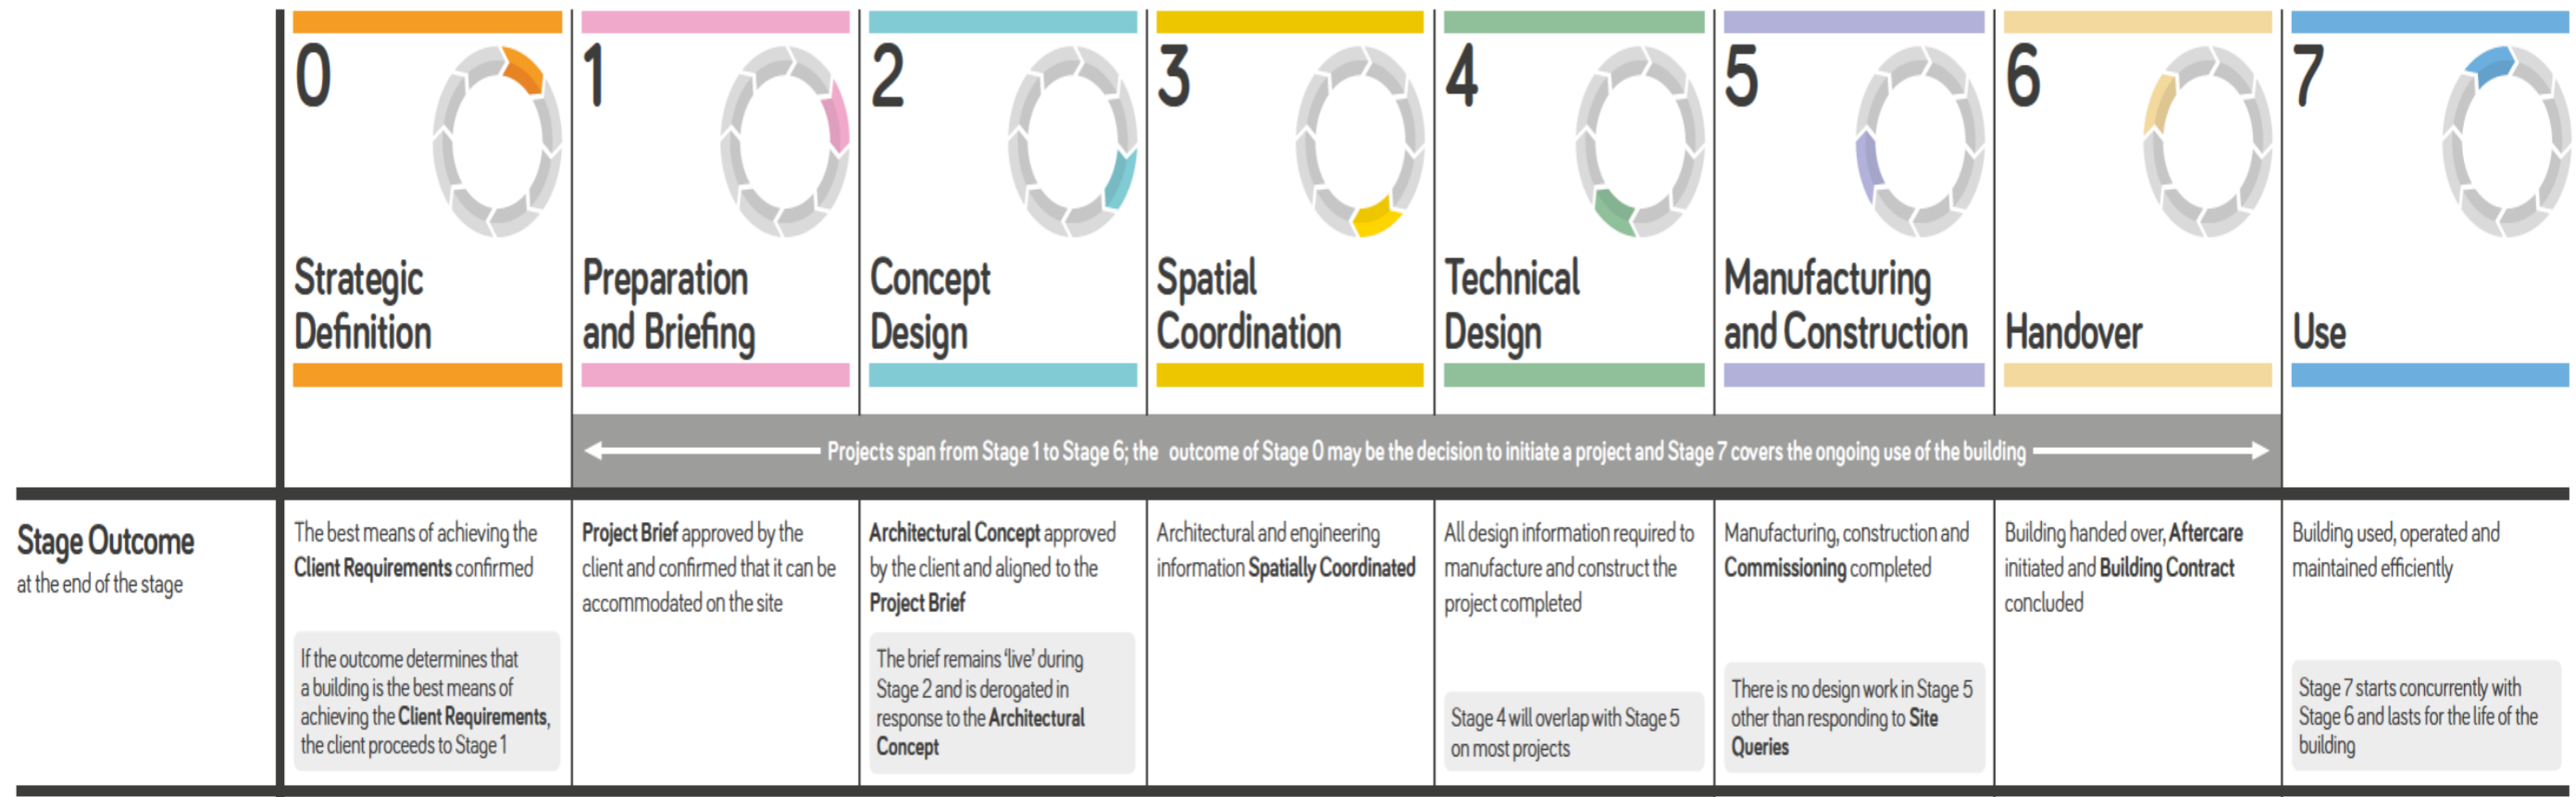 0
Strategic
Definition
1
Preparation
and Briefing
2
Concept
Design
3
Spatial
Coordination
4
Technical
Design
5
Manufacturing
and Construction
6
Handover
7
Use
Projects span from Stage 1 to Stage 6; the outcome of Stage 0 may be the decision to initiate a project and Stage 7 covers the ongoing use of the building
Stage Outcome
at the end of the stage
The best means of achieving the
Client Requirements confirmed
If the outcome determines that
a building is the best means of
achieving the Client Requirements,
the client proceeds to Stage 1
Project Brief approved by the
client and confirmed that it can be
accommodated on the site
Architectural Concept approved
by the client and aligned to the
Project Brief
The brief remains ‘live’ during
Stage 2 and is derogated in
response to the Architectural
Concept
Architectural and engineering
information Spatially Coordinated
All design information required to
manufacture and construct the
project completed
Stage 4 will overlap with Stage 5
on most projects
Manufacturing, construction and
Commissioning completed
There is no design work in Stage 5
other than responding to Site
Queries
Building handed over, Aftercare
initiated and Building Contract
concluded
Building used, operated and
maintained efficiently
Stage 7 starts concurrently with
Stage 6 and lasts for the life of the
building